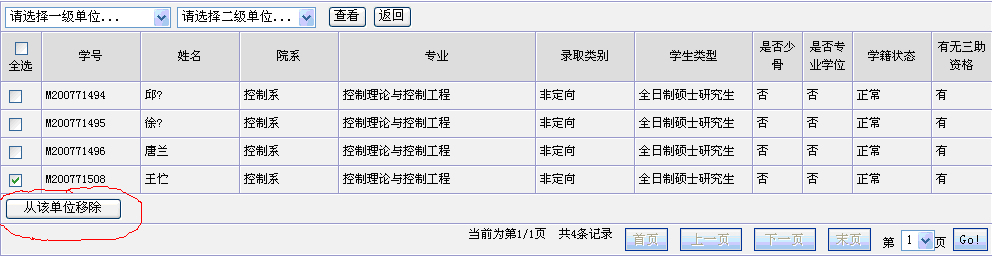 请选择一级单位... 请选择二级单位... 查看 返回
全选 学号 姓名 院系 专业 录取类别 学生类型 是否少骨 是否专业学位 学籍状态 有无三助资格
M200771494 邱? 控制系 控制理论与控制工程 非定向 全日制硕士研究生 否 否 正常 有
M200771495 徐? 控制系 控制理论与控制工程 非定向 全日制硕士研究生 否 否 正常 有
M200771496 唐兰 控制系 控制理论与控制工程 非定向 全日制硕士研究生 否 否 正常 有
M200771508 王 控制系 控制理论与控制工程 非定向 全日制硕士研究生 否 否 正常 有
从该单位移除
当前为第1/1页 共4条记录 首页 上一页 下一页 末页 第 1 页 Go!